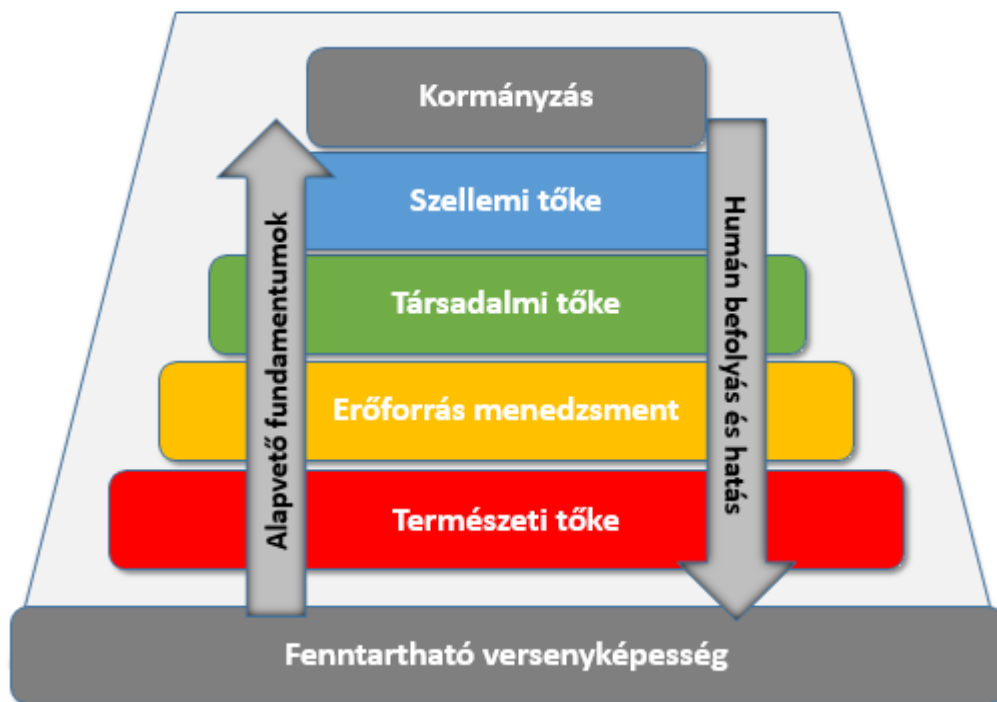 Kormányzás
Szellemi tőke
Társadalmi tőke
Erőforrás menedzsment
Természeti tőke
Fenntartható versenyképesség
Alapvető fundamentumok
Humán befolyás és hatás